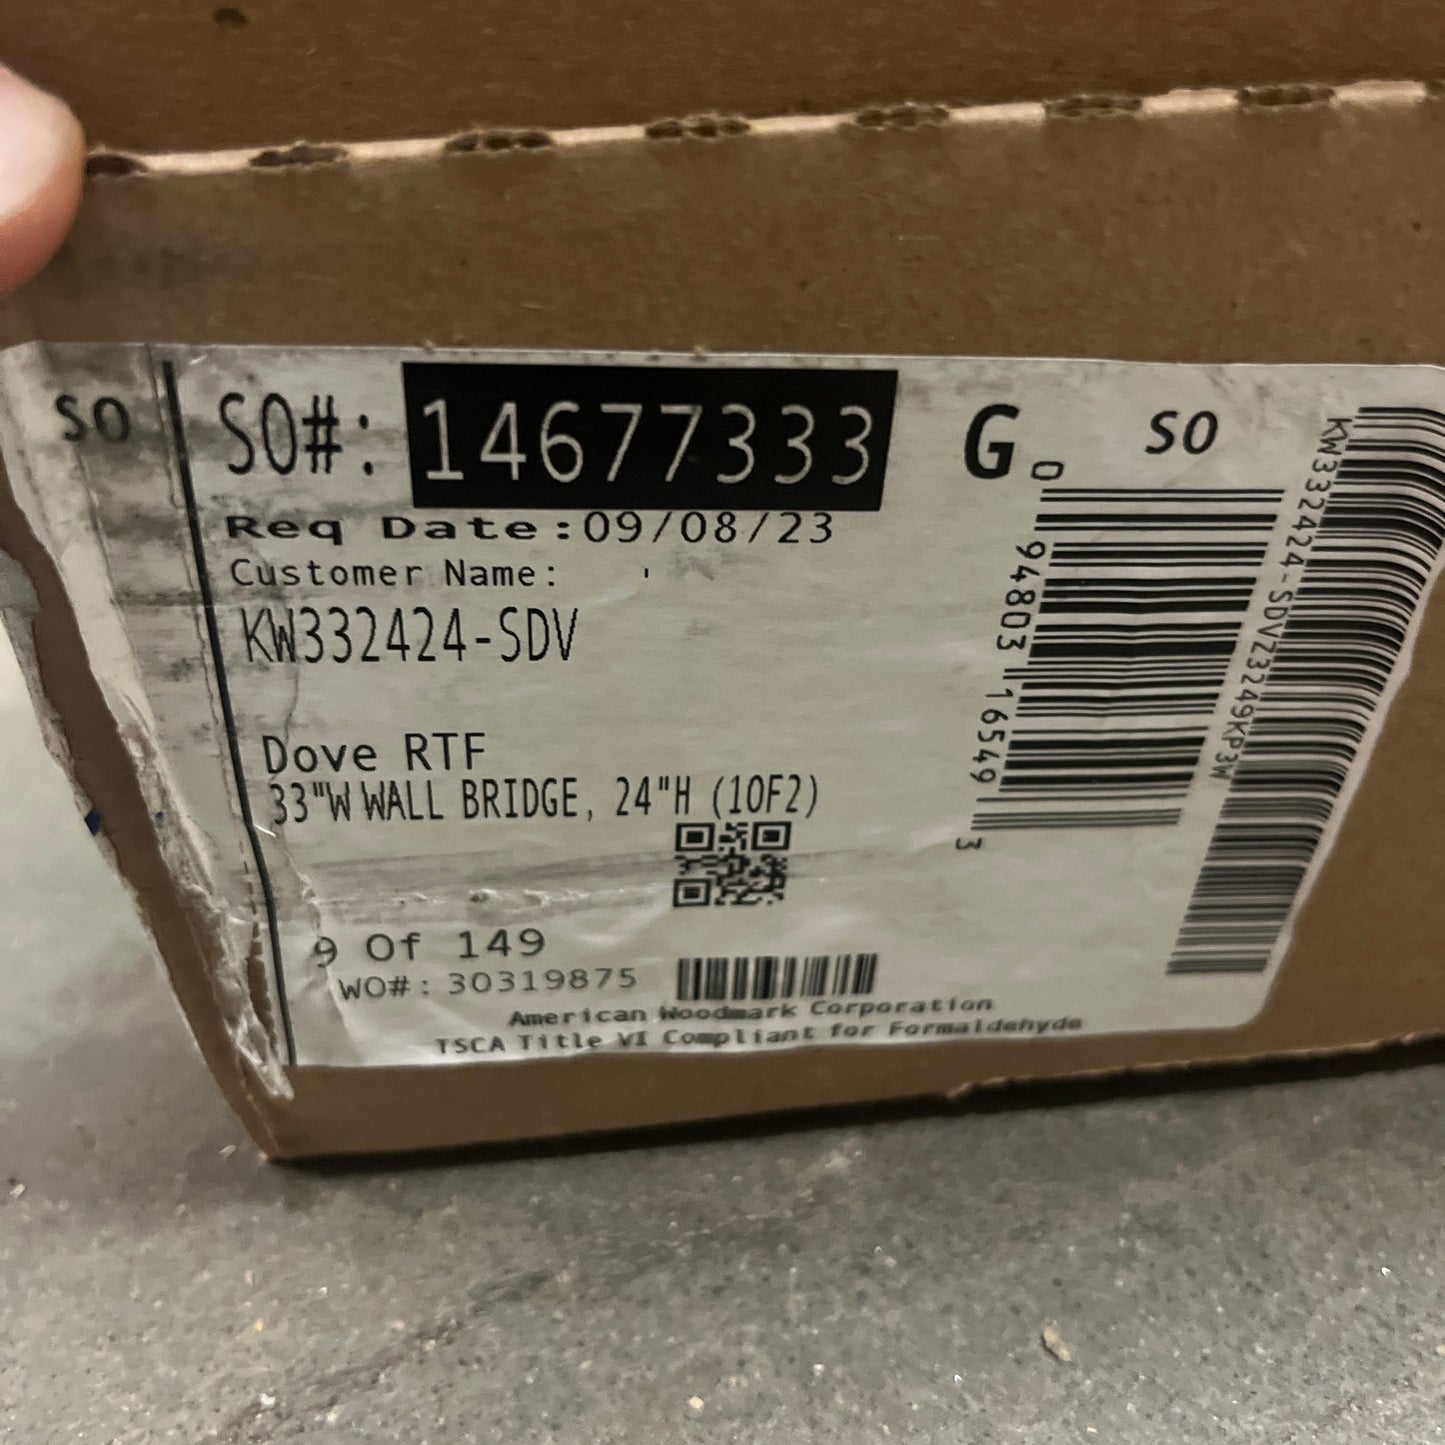 SO
SO#: 14677333 G
Req Date:09/08/23
Customer Name: '
KW332424-SDV
Dove RTF
33"W WALL BRIDGE, 24"H (1OF2)
9 Of 149
WO#: 30319875
American Woodmark Corporation
TSCA Title VI Compliant for Formaldehyde
SO
0 94803 16549 3
KW332424-SDVZ3249KP3W